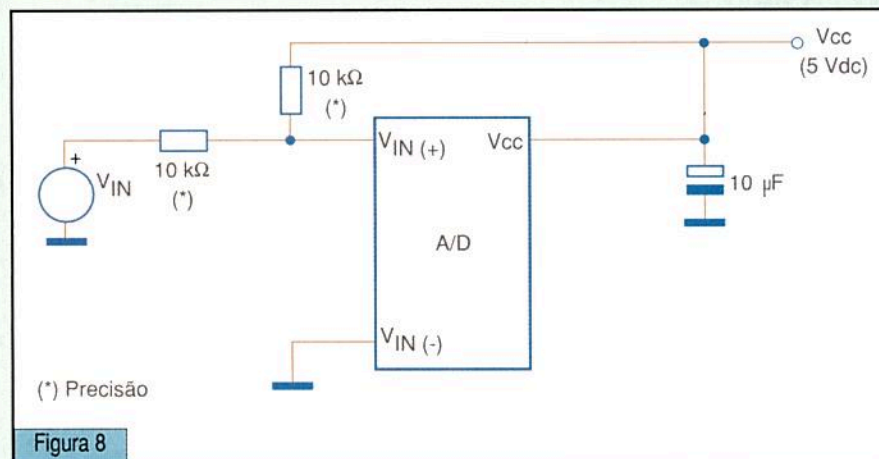 Vcc
(5 Vdc)
10 kΩ
(*)
10 kΩ
(*)
+
VIN
VIN (+)
Vcc
10 µF
A/D
VIN (-)
(*) Precisão
Figura 8